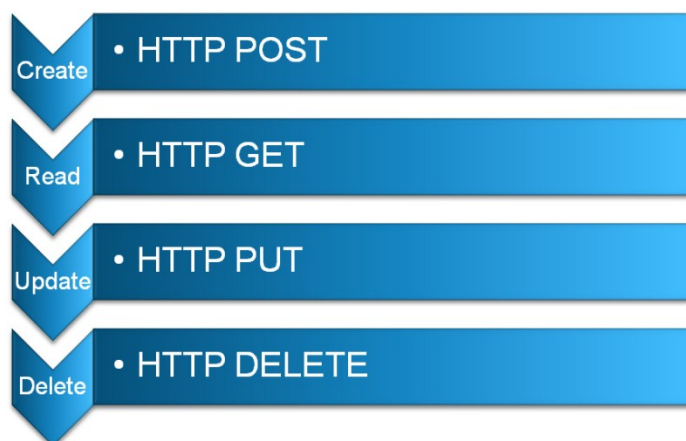 Create
• HTTP POST
Read
• HTTP GET
Update
• HTTP PUT
Delete
• HTTP DELETE